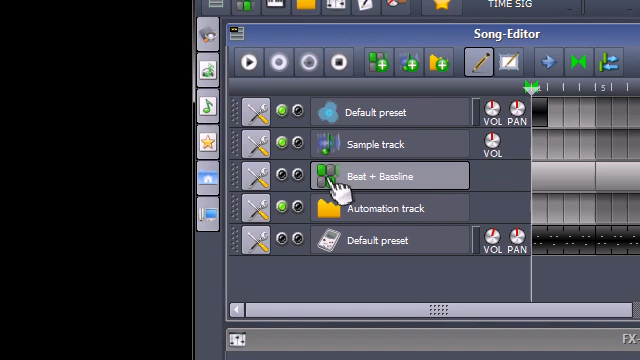 TIME SIG
Song-Editor
5
Default preset
VOL PAN
Sample track
VOL
Beat + Bassline
Automation track
Default preset
VOL PAN
FX-